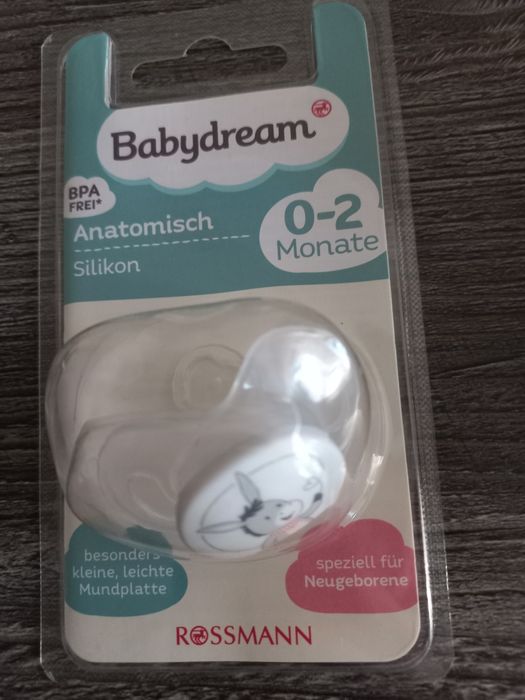 Babydream
BPA
FREI*
Anatomisch
Silikon
0-2
Monate
besonders
kleine, leichte
Mundplatte
speziell für
Neugeborene
ROSSMANN